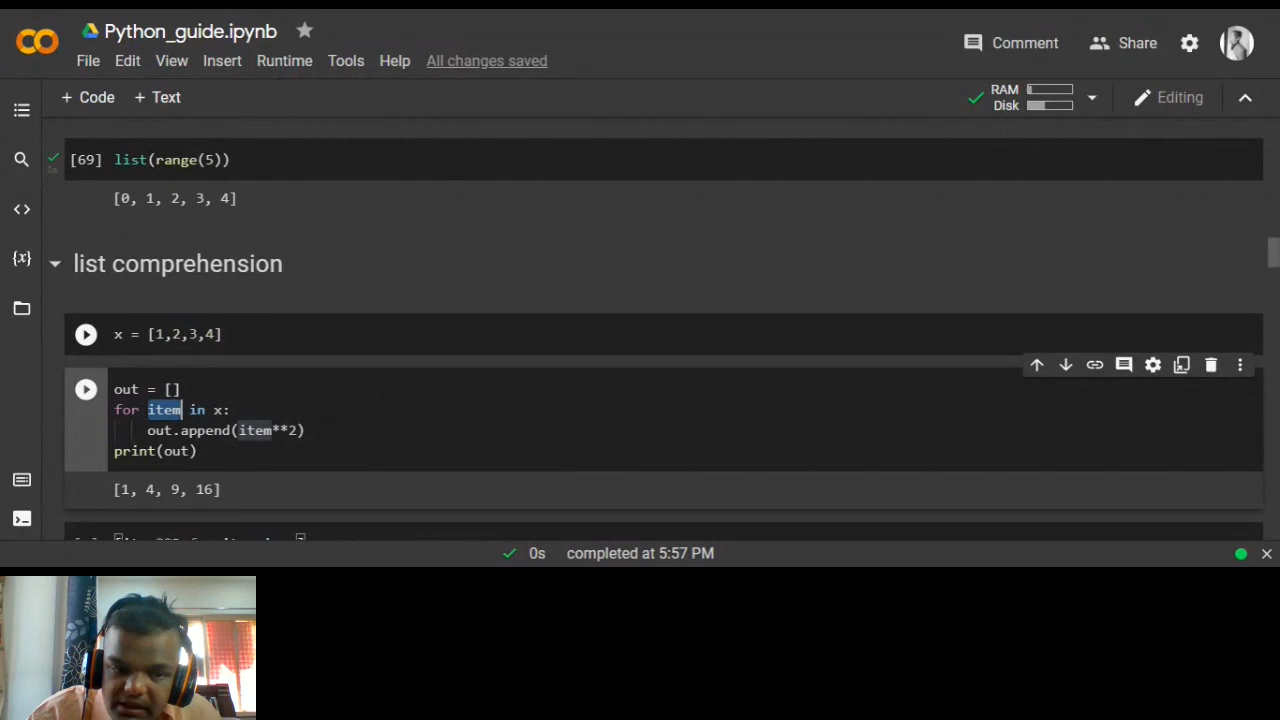 Python_guide.ipynb
File Edit View Insert Runtime Tools Help All changes saved
Comment
Share
+ Code + Text
RAM
Disk
Editing
[69] list(range(5))
0s
[0, 1, 2, 3, 4]
list comprehension
x = [1,2,3,4]
out = []
for item in x:
out.append(item**2)
print(out)
[1, 4, 9, 16]
0s completed at 5:57 PM